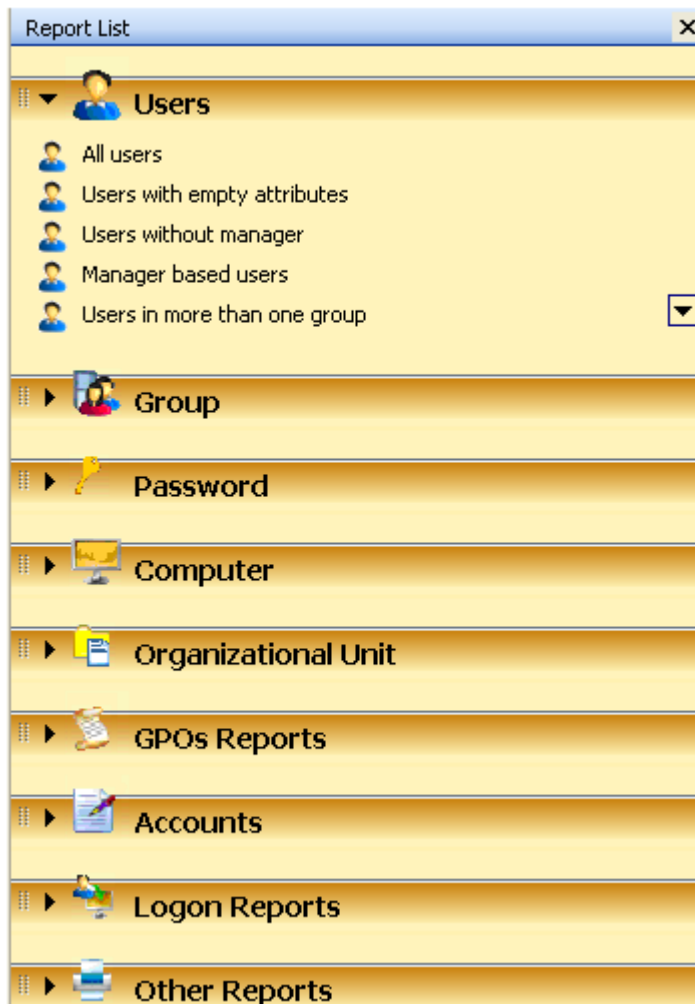 Report List
Users
All users
Users with empty attributes
Users without manager
Manager based users
Users in more than one group
Group
Password
Computer
Organizational Unit
GPOs Reports
Accounts
Logon Reports
Other Reports